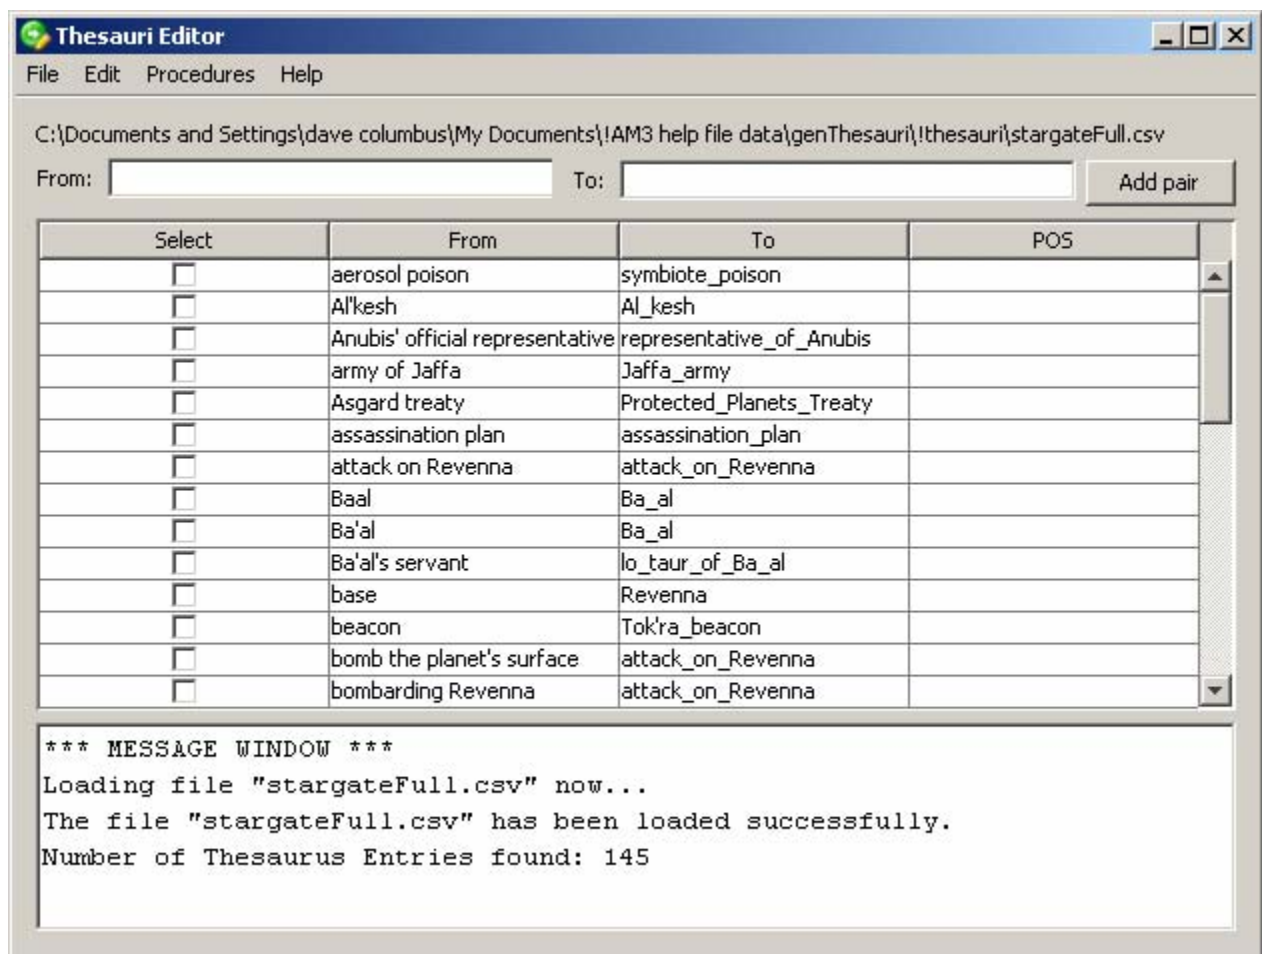 Thesauri Editor
File Edit Procedures Help
C:\Documents and Settings\dave columbus\My Documents\!AM3 help file data\genThesauri\!thesauri\stargateFull.csv
From: To: Add pair
Select From To POS
aerosol poison symbiote_poison
Al'kesh Al_kesh
Anubis' official representative representative_of_Anubis
army of Jaffa Jaffa_army
Asgard treaty Protected_Planets_Treaty
assassination plan assassination_plan
attack on Revenna attack_on_Revenna
Baal Ba_al
Ba'al Ba_al
Ba'al's servant lo_taur_of_Ba_al
base Revenna
beacon Tok'ra_beacon
bomb the planet's surface attack_on_Revenna
bombarding Revenna attack_on_Revenna
*** MESSAGE WINDOW ***
Loading file "stargateFull.csv" now...
The file "stargateFull.csv" has been loaded successfully.
Number of Thesaurus Entries found: 145